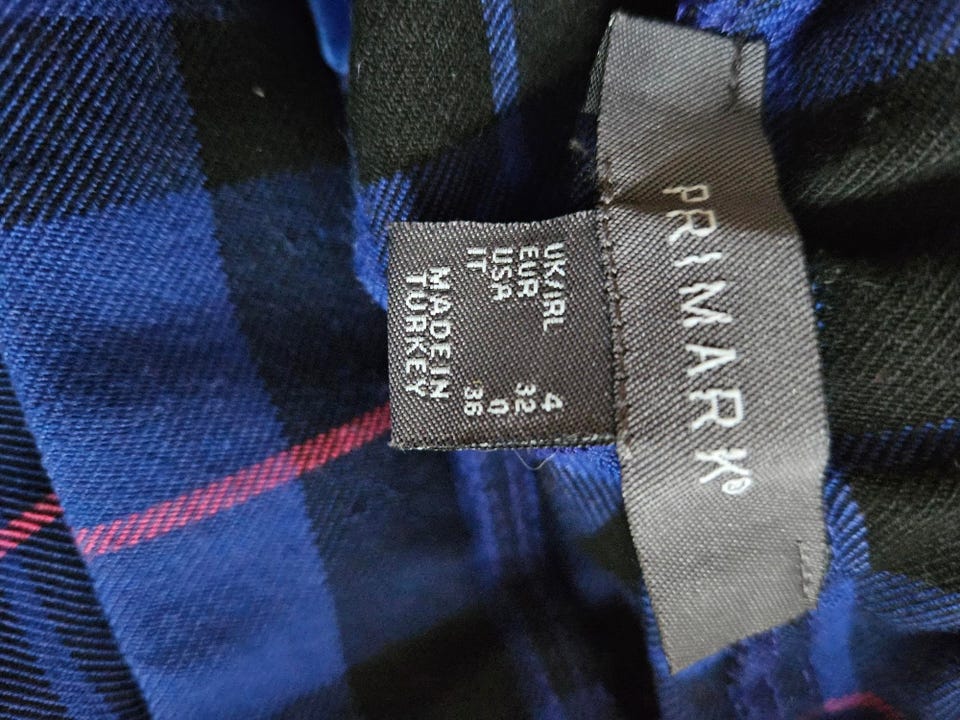 PRIMARK®
UK/IRL 4
EUR 32
USA 0
IT 36
MADE IN
TURKEY